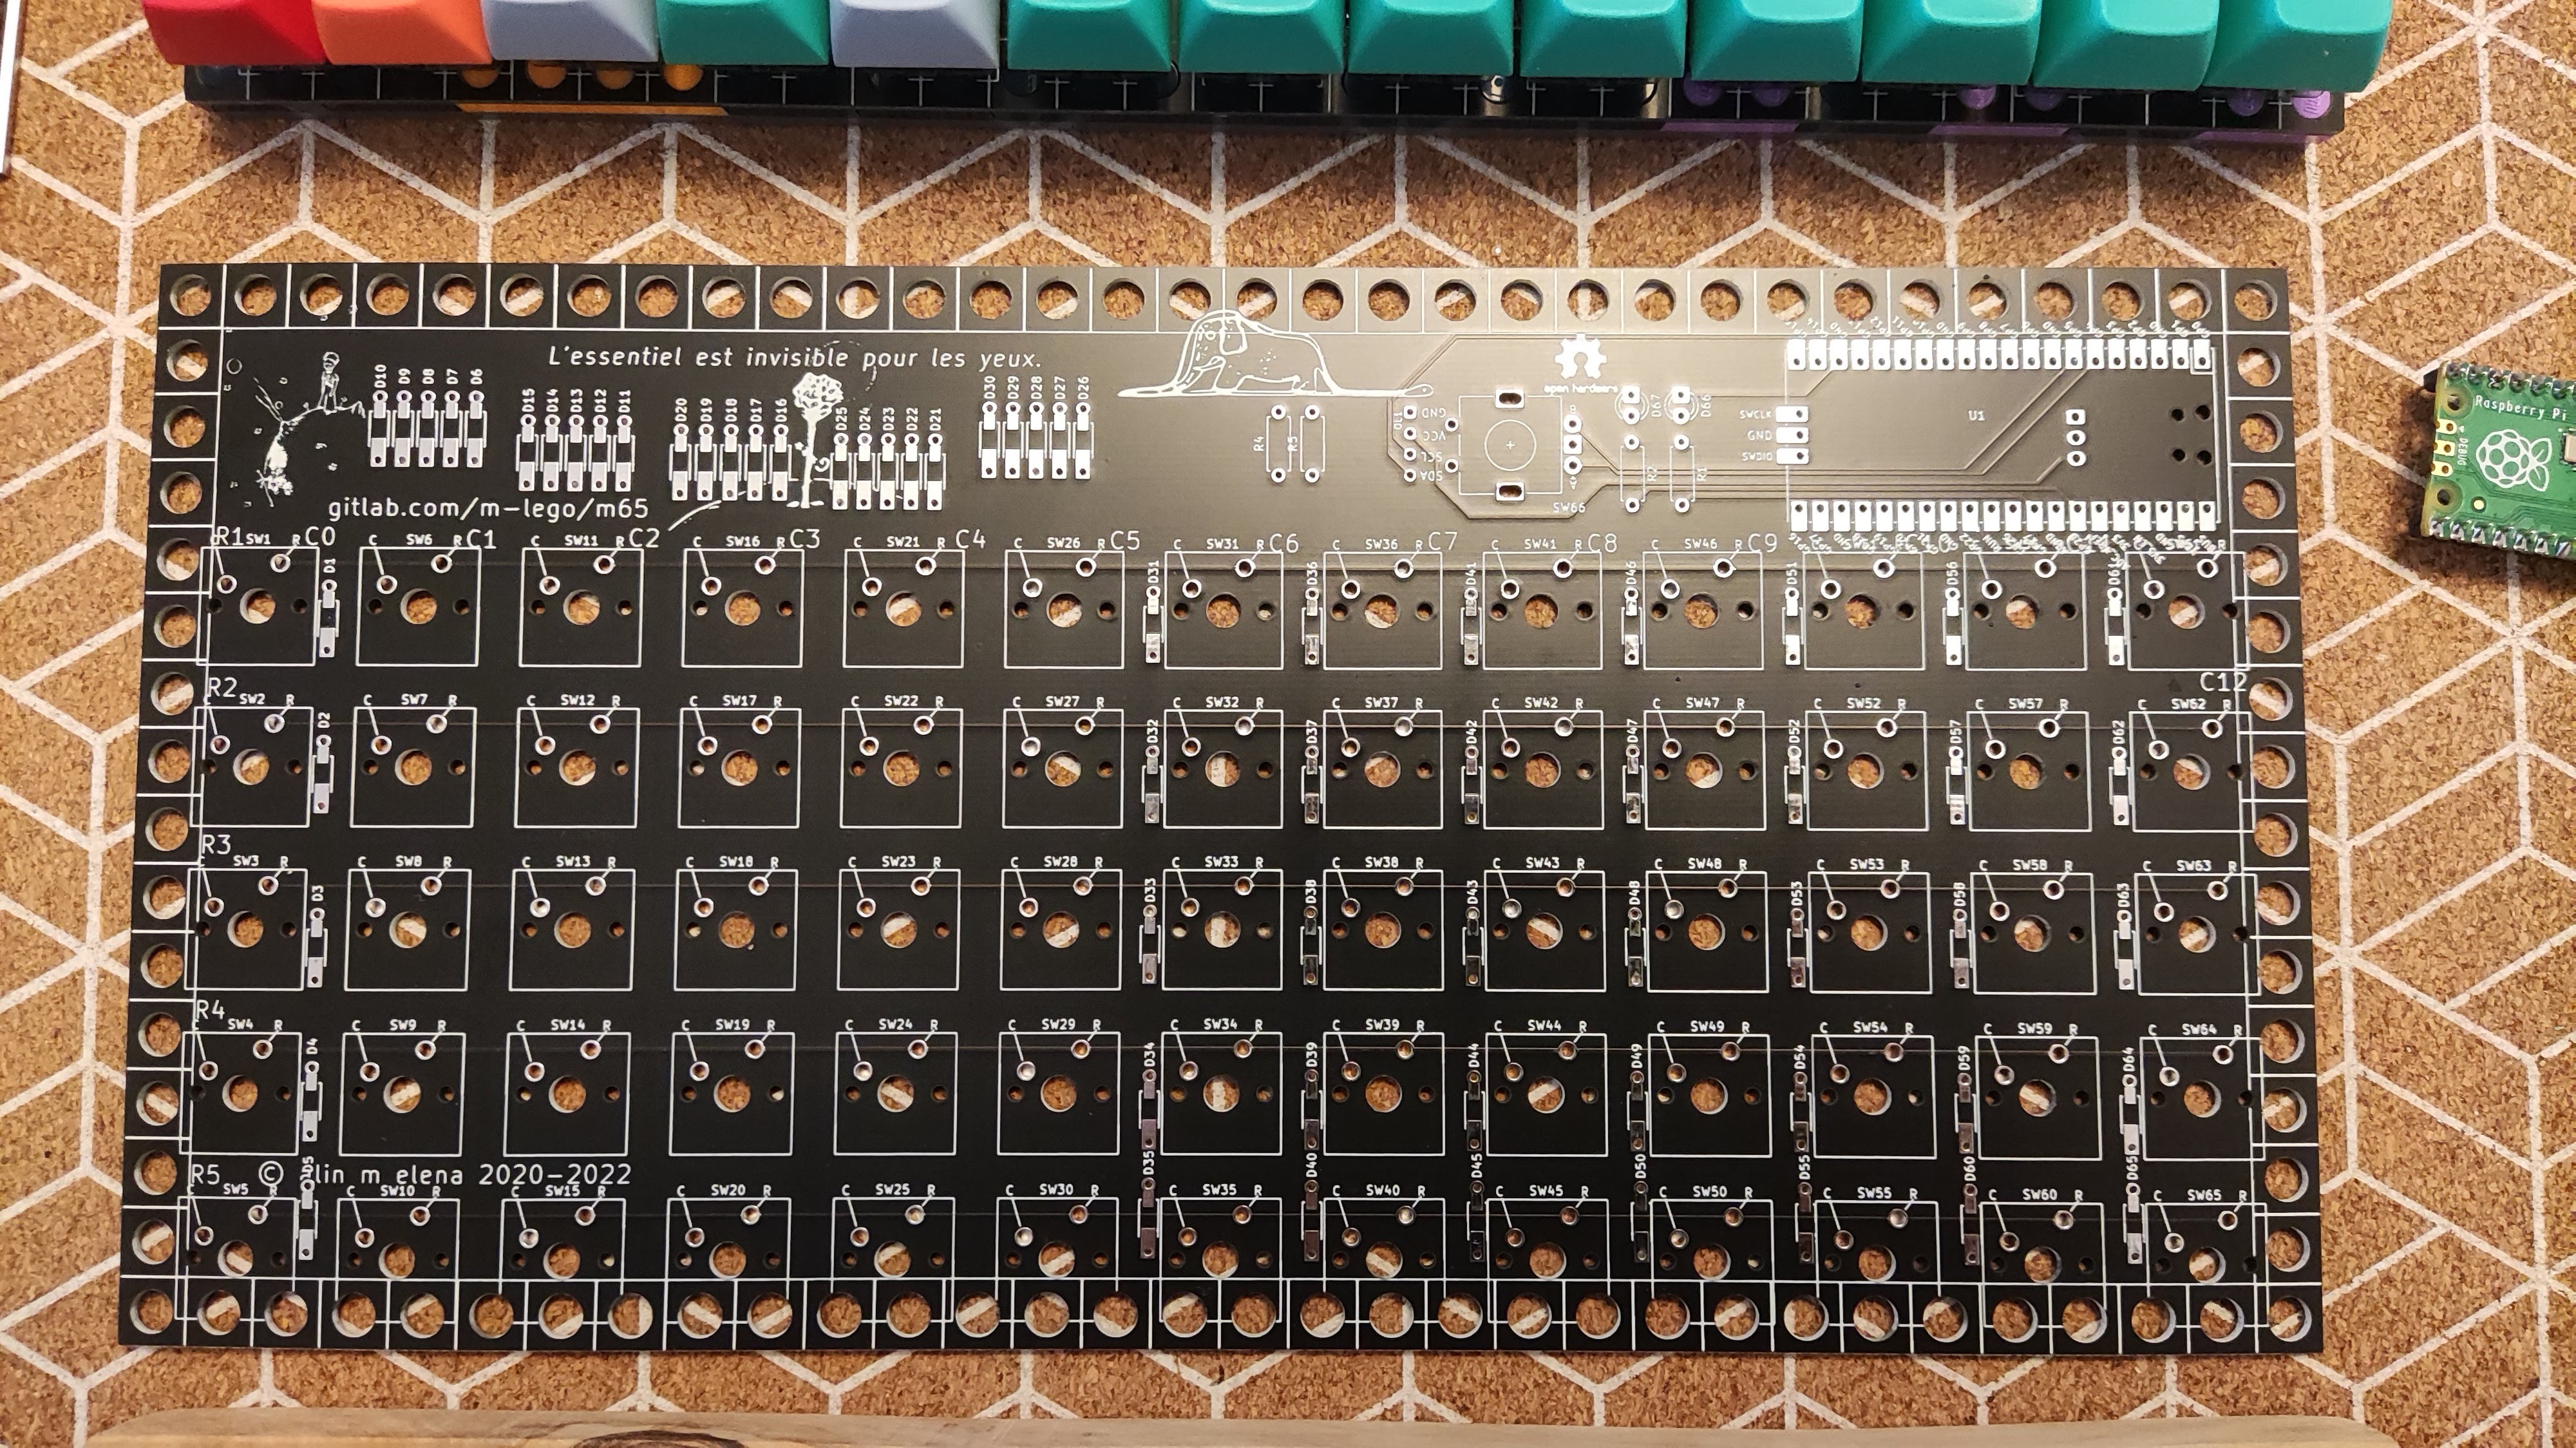 L'essentiel est invisible pour les yeux.
D10 D9 D8 D7 D6
D15 D14 D13 D12 D11
D20 D19 D18 D17 D16
D25 D24 D23 D22 D21
D30 D29 D28 D27 D26
R4 R5
GND
VCC
SCL
SDA
open hardware
SW66
D67 D66
R2 R1
SWCLK
GND
U1
Raspberry Pi
DEBUG
gitlab.com/m-lego/m65
R1 SW1 R C0 C SW6 R C1 C SW11 R C2 C SW16 R C3 C SW21 R C4 C SW26 R C5 C SW31 R C6 C SW36 R C7 C SW41 R C8 C SW46 R C9
D1 D31 D36 D41 D46 D51 D56 D61
C12
R2
C SW2 R C SW7 R C SW12 R C SW17 R C SW22 R C SW27 R C SW32 R C SW37 R C SW42 R C SW47 R C SW52 R C SW57 R C SW62 R
D2 D32 D37 D42 D47 D52 D57 D62
R3
C SW3 R C SW8 R C SW13 R C SW18 R C SW23 R C SW28 R C SW33 R C SW38 R C SW43 R C SW48 R C SW53 R C SW58 R C SW63 R
D3 D33 D38 D43 D48 D53 D58 D63
R4
C SW4 R C SW9 R C SW14 R C SW19 R C SW24 R C SW29 R C SW34 R C SW39 R C SW44 R C SW49 R C SW54 R C SW59 R C SW64 R
D4 D34 D39 D44 D49 D54 D59 D64
R5 © lin m elena 2020-2022
D5 D35 D40 D45 D50 D55 D60 D65
C SW5 R C SW10 R C SW15 R C SW20 R C SW25 R C SW30 R C SW35 R C SW40 R C SW45 R C SW50 R C SW55 R C SW60 R C SW65 R